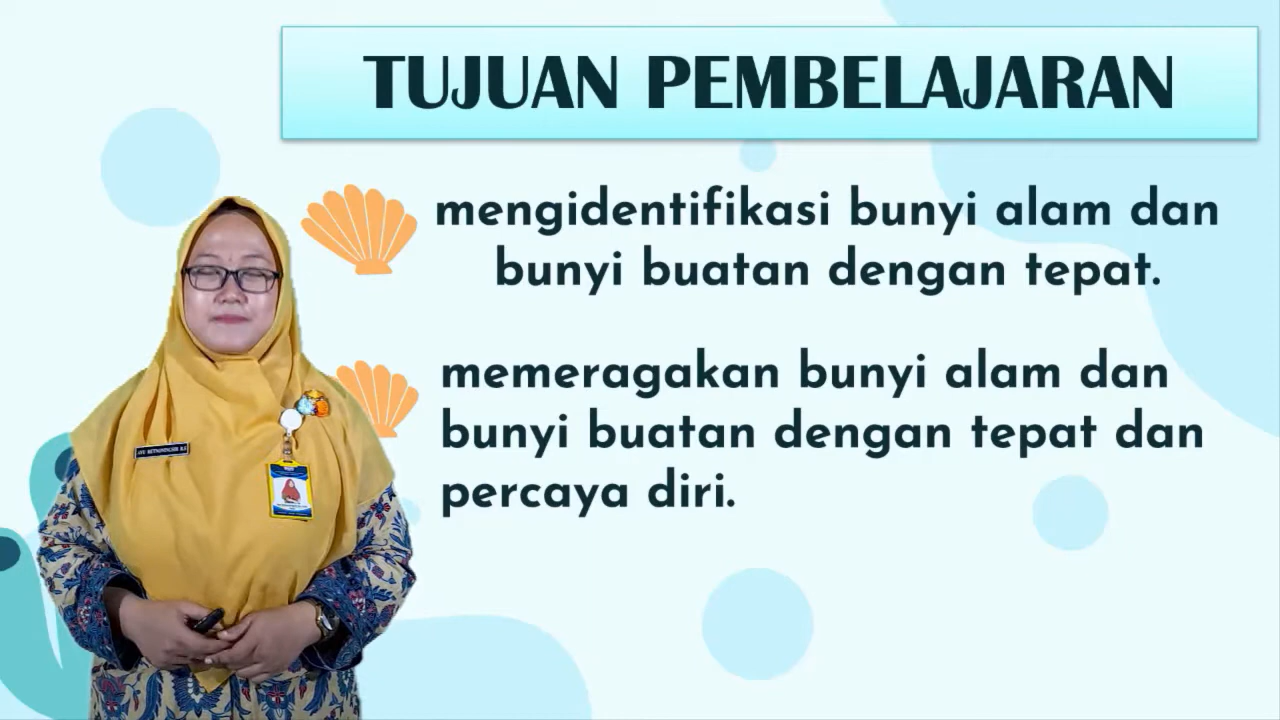 TUJUAN PEMBELAJARAN
mengidentifikasi bunyi alam dan
bunyi buatan dengan tepat.
memeragakan bunyi alam dan
bunyi buatan dengan tepat dan
percaya diri.